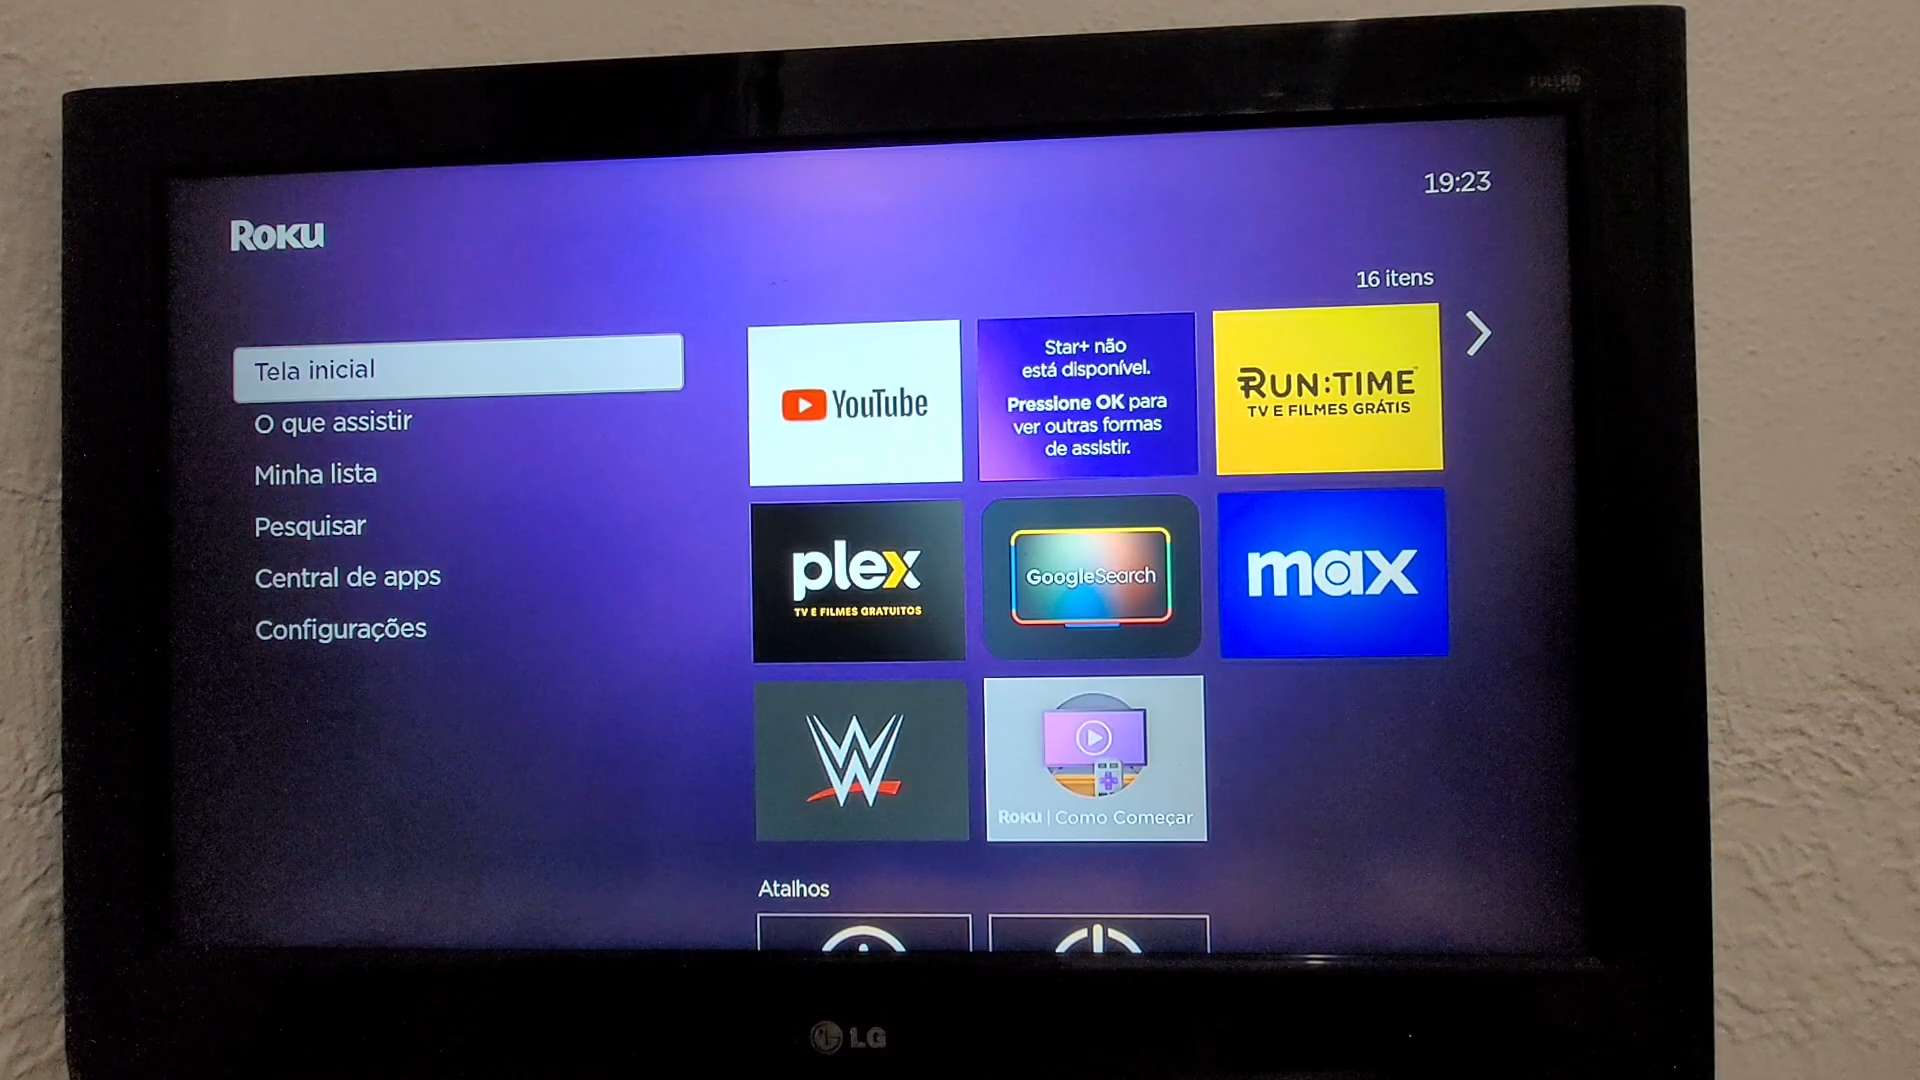 FULL HD
19:23
Roku
16 itens
Tela inicial
O que assistir
Minha lista
Pesquisar
Central de apps
Configurações
YouTube
Star+ não
está disponível.
Pressione OK para
ver outras formas
de assistir.
RUN:TIME
TV E FILMES GRÁTIS
plex
TV E FILMES GRATUITOS
GoogleSearch
max
W
Roku | Como Começar
Atalhos
LG